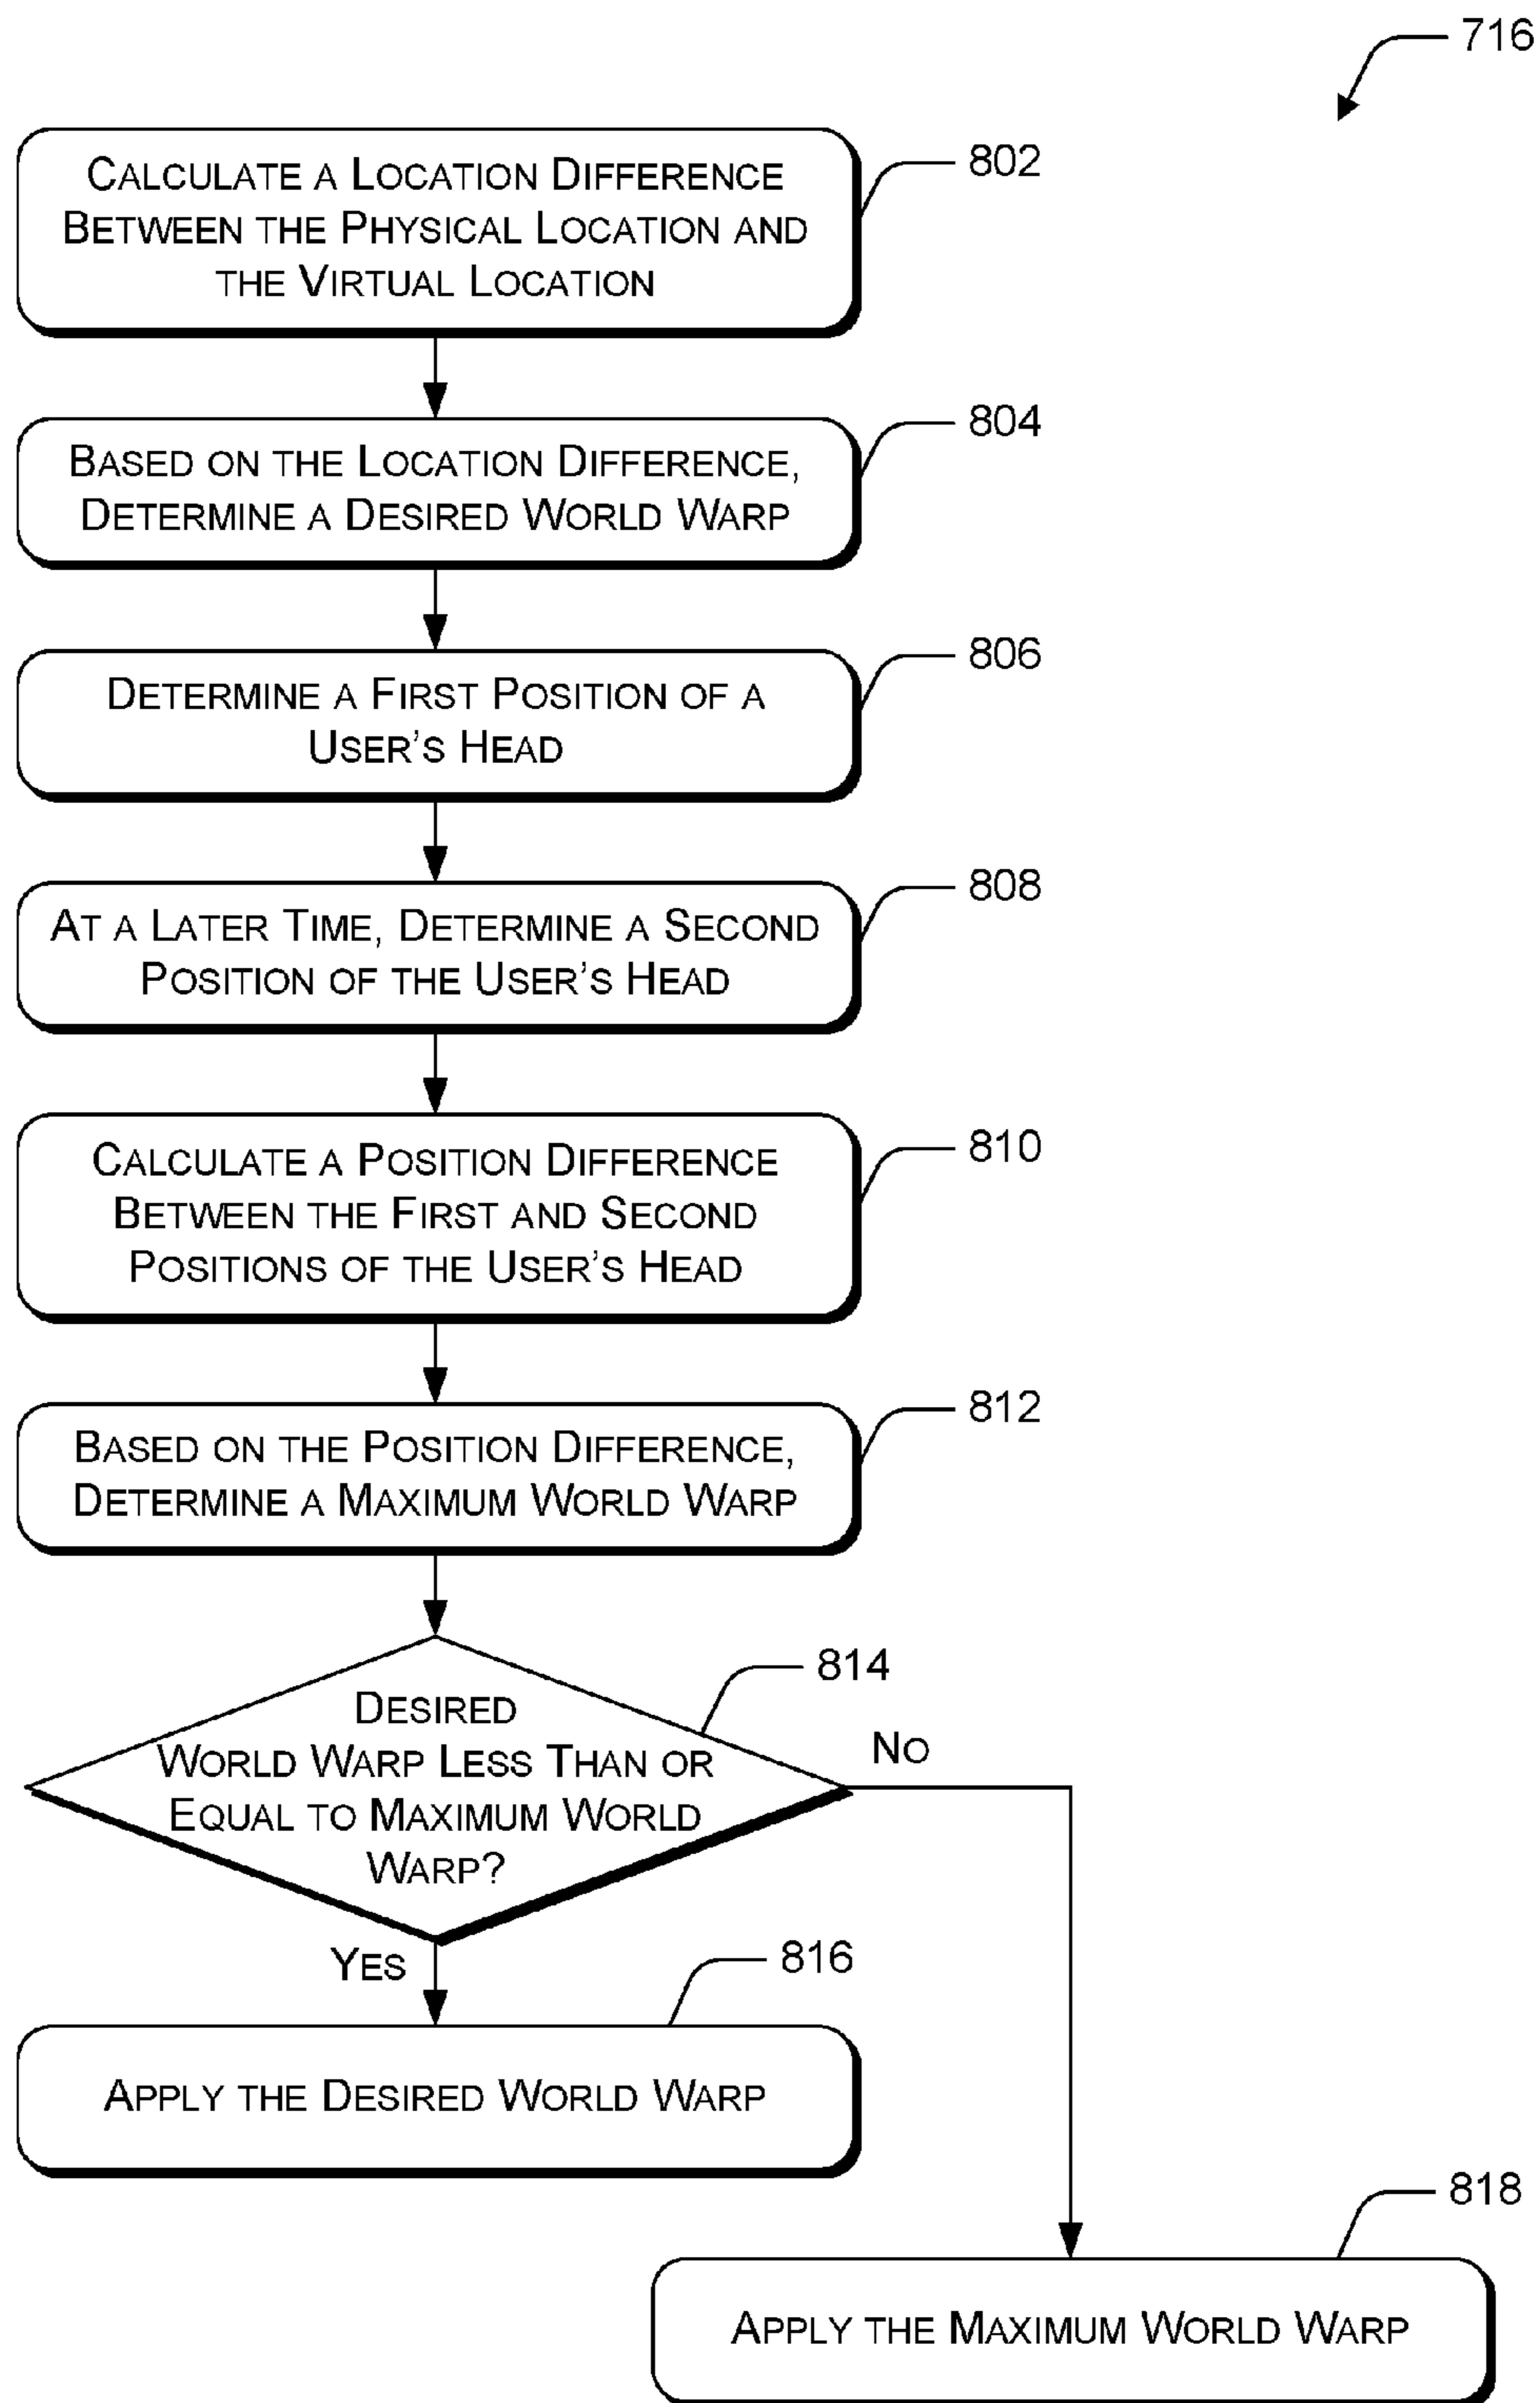 716
CALCULATE A LOCATION DIFFERENCE
BETWEEN THE PHYSICAL LOCATION AND
THE VIRTUAL LOCATION
802
BASED ON THE LOCATION DIFFERENCE,
DETERMINE A DESIRED WORLD WARP
804
DETERMINE A FIRST POSITION OF A
USER'S HEAD
806
AT A LATER TIME, DETERMINE A SECOND
POSITION OF THE USER'S HEAD
808
CALCULATE A POSITION DIFFERENCE
BETWEEN THE FIRST AND SECOND
POSITIONS OF THE USER'S HEAD
810
BASED ON THE POSITION DIFFERENCE,
DETERMINE A MAXIMUM WORLD WARP
812
DESIRED
WORLD WARP LESS THAN OR
EQUAL TO MAXIMUM WORLD
WARP?
814
NO
YES
816
APPLY THE DESIRED WORLD WARP
818
APPLY THE MAXIMUM WORLD WARP